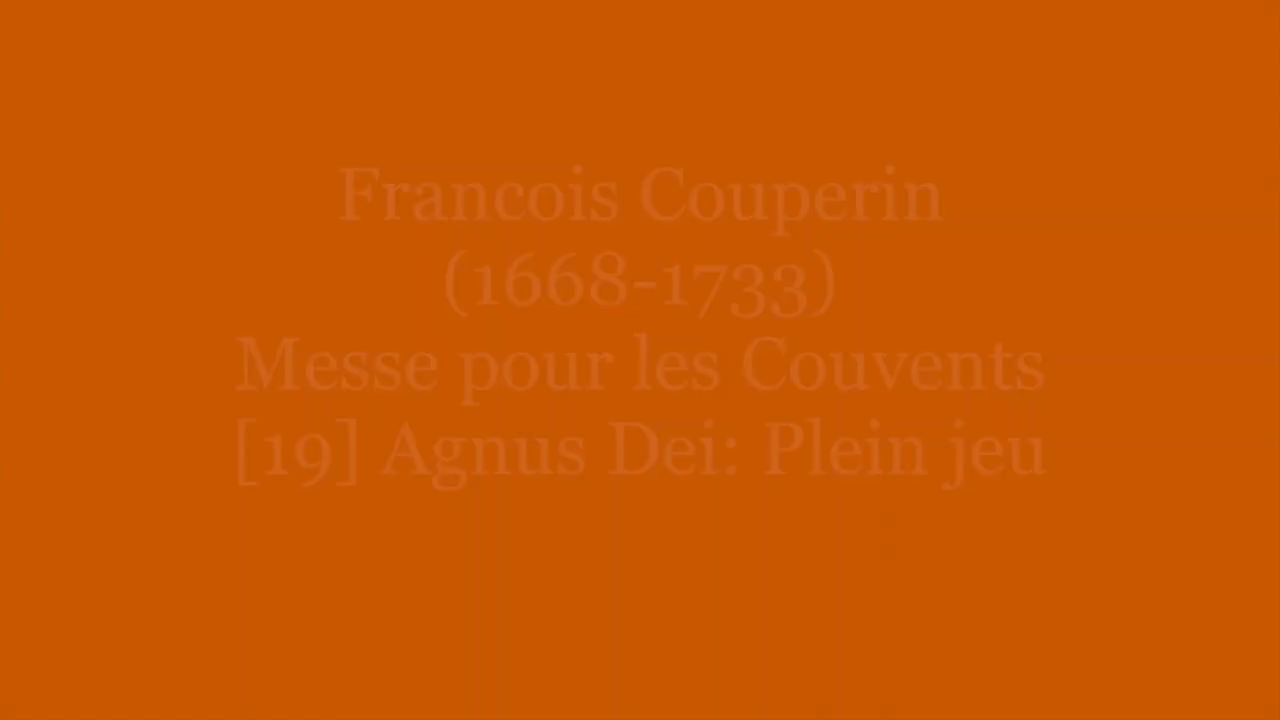 Francois Couperin
(1668-1733)
Messe pour les Couvents
[19] Agnus Dei: Plein jeu